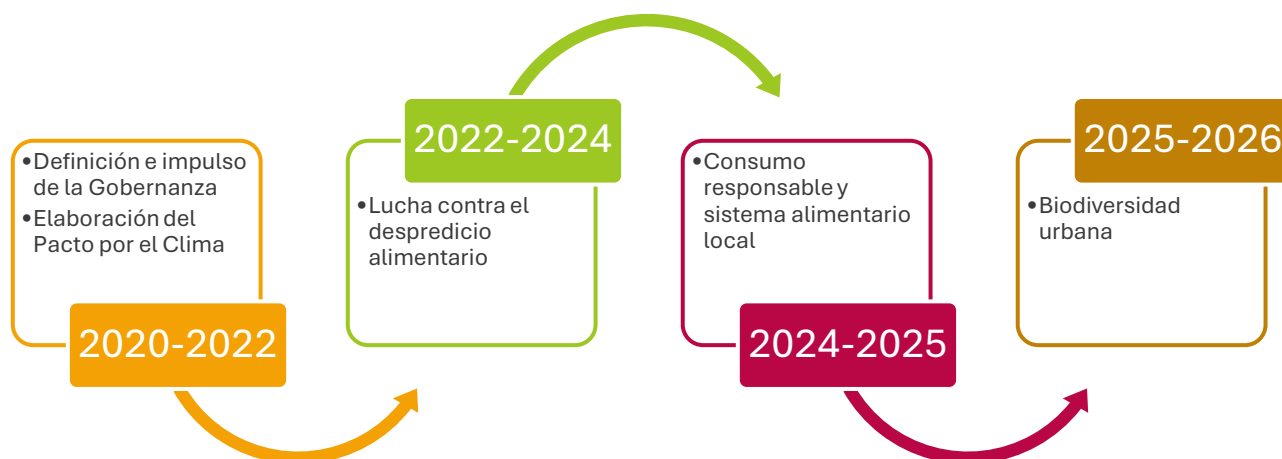 •Definición e impulso
de la Gobernanza
•Elaboración del
Pacto por el Clima
2020-2022
2022-2024
•Lucha contra el
despredicio
alimentario
•Consumo
responsable y
sistema alimentario
local
2024-2025
2025-2026
•Biodiversidad
urbana